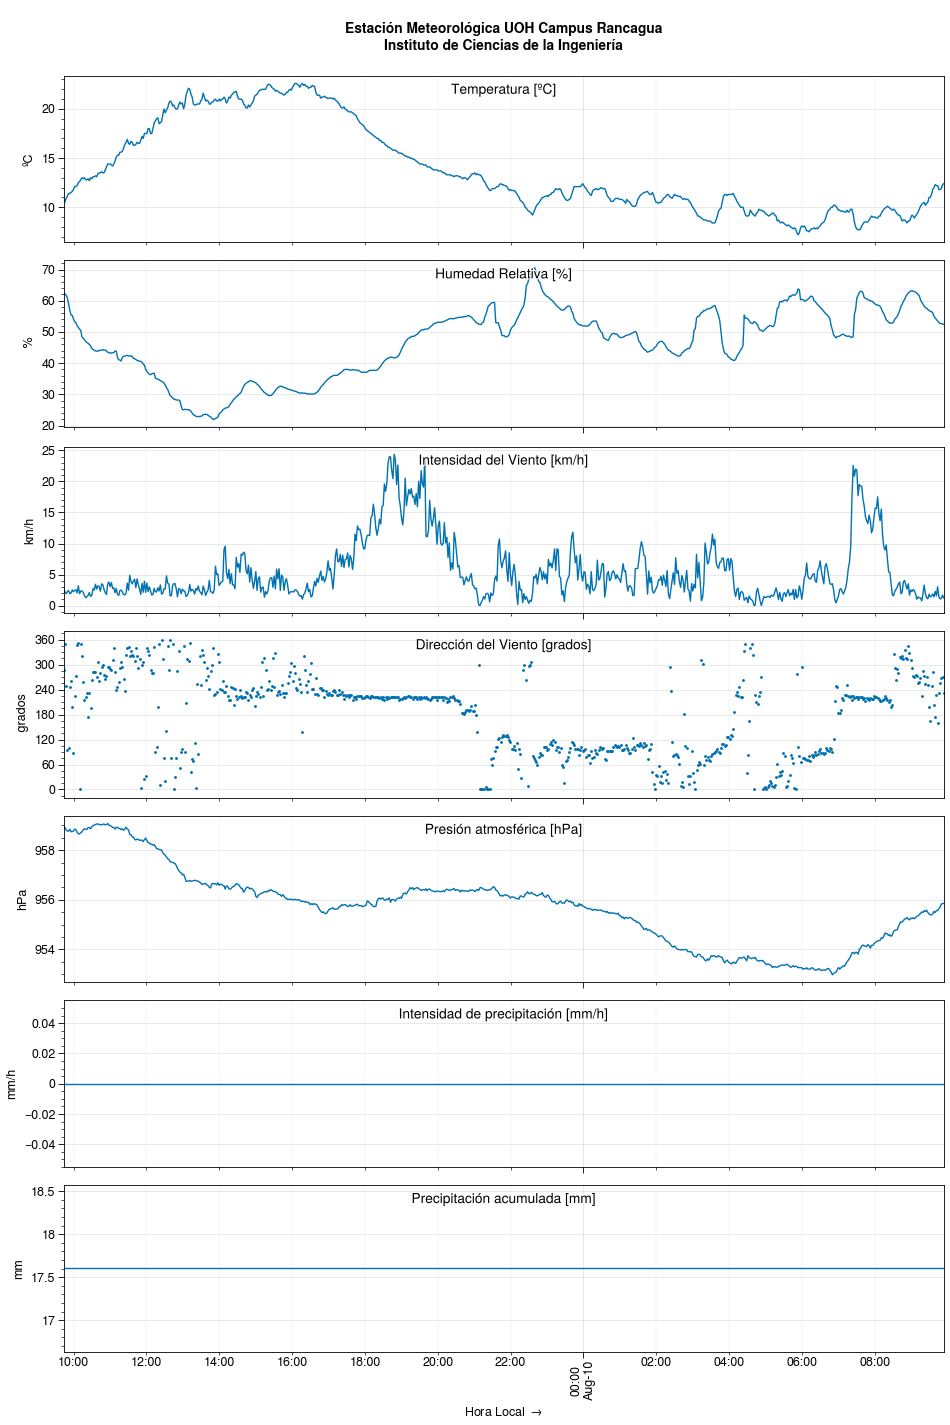 Estación Meteorológica UOH Campus Rancagua
Instituto de Ciencias de la Ingeniería
Temperatura [ºC]
ºC
20
15
10
Humedad Relativa [%]
%
70
60
50
40
30
20
Intensidad del Viento [km/h]
km/h
25
20
15
10
5
0
Dirección del Viento [grados]
grados
360
300
240
180
120
60
0
Presión atmosférica [hPa]
hPa
958
956
954
Intensidad de precipitación [mm/h]
mm/h
0.04
0.02
0
−0.02
−0.04
Precipitación acumulada [mm]
mm
18.5
18
17.5
17
10:00 12:00 14:00 16:00 18:00 20:00 22:00 00:00 02:00 04:00 06:00 08:00
Aug-10
Hora Local →